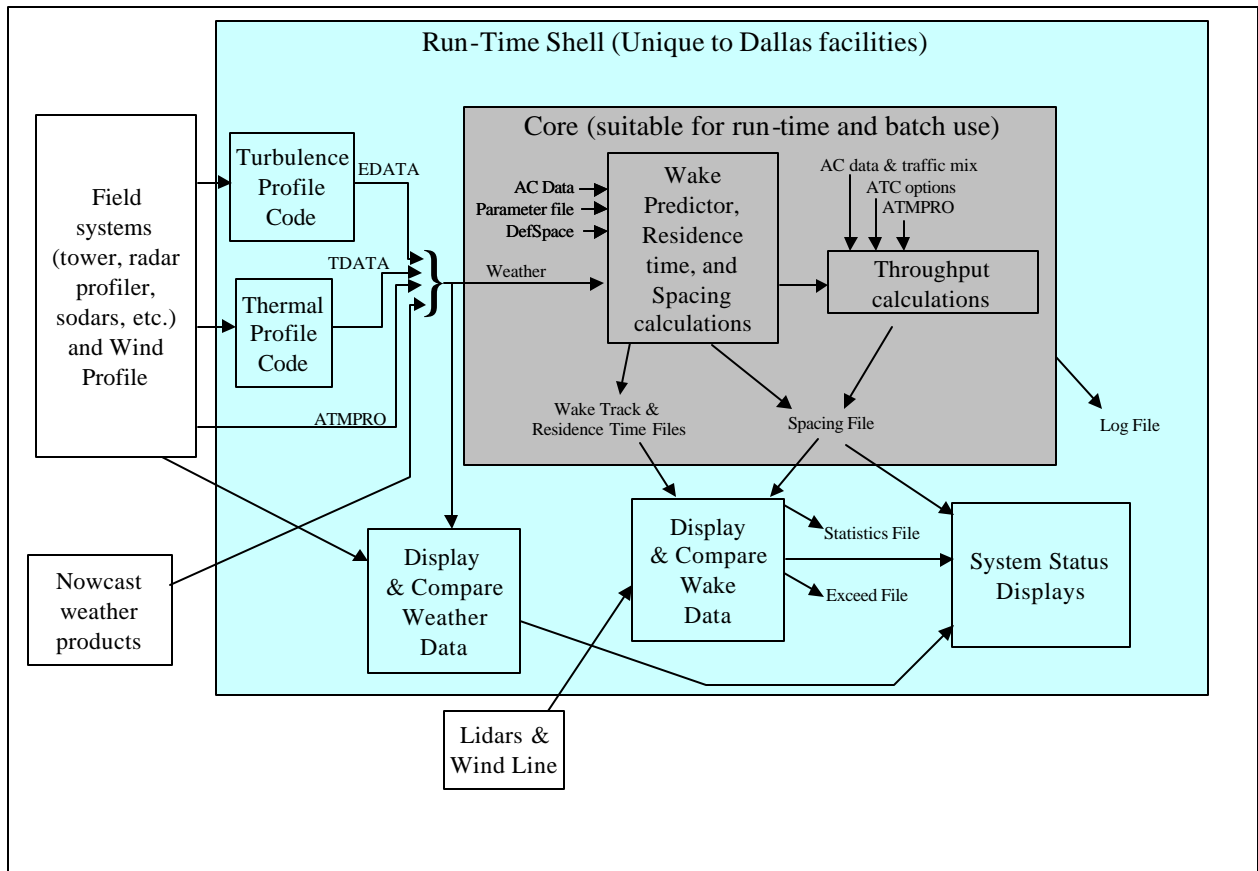 Run-Time Shell (Unique to Dallas facilities)
Field
systems
(tower, radar
profiler,
sodars, etc.)
and Wind
Profile
Turbulence
Profile
Code
EDATA
Thermal
Profile
Code
TDATA
ATMPRO
}
Weather
Core (suitable for run-time and batch use)
AC Data
Parameter file
DefSpace
Wake
Predictor,
Residence
time, and
Spacing
calculations
AC data & traffic mix
ATC options
ATMPRO
Throughput
calculations
Wake Track &
Residence Time Files
Spacing File
Log File
Nowcast
weather
products
Display
& Compare
Weather
Data
Display
& Compare
Wake
Data
Statistics File
Exceed File
System Status
Displays
Lidars &
Wind Line